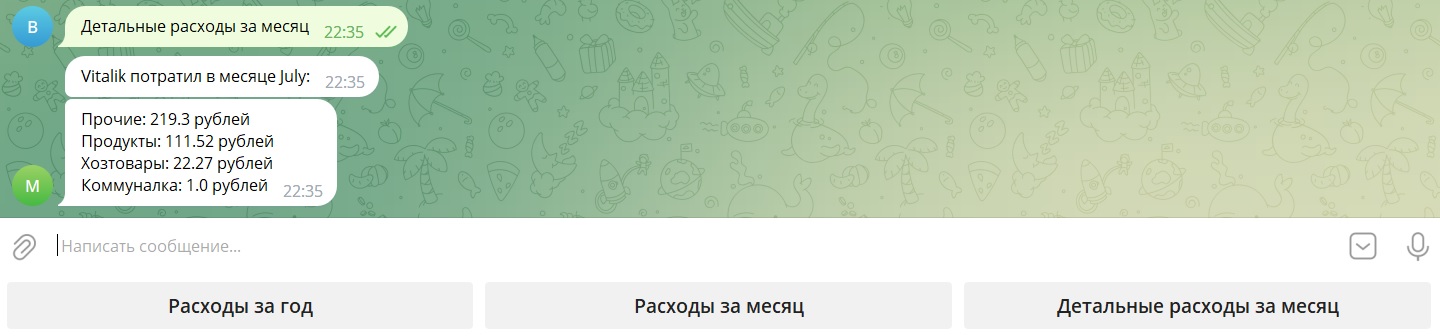 В
Детальные расходы за месяц 22:35
Vitalik потратил в месяце July: 22:35
Прочие: 219.3 рублей
Продукты: 111.52 рублей
Хозтовары: 22.27 рублей
Коммуналка: 1.0 рублей 22:35
М
Написать сообщение...
Расходы за год
Расходы за месяц
Детальные расходы за месяц